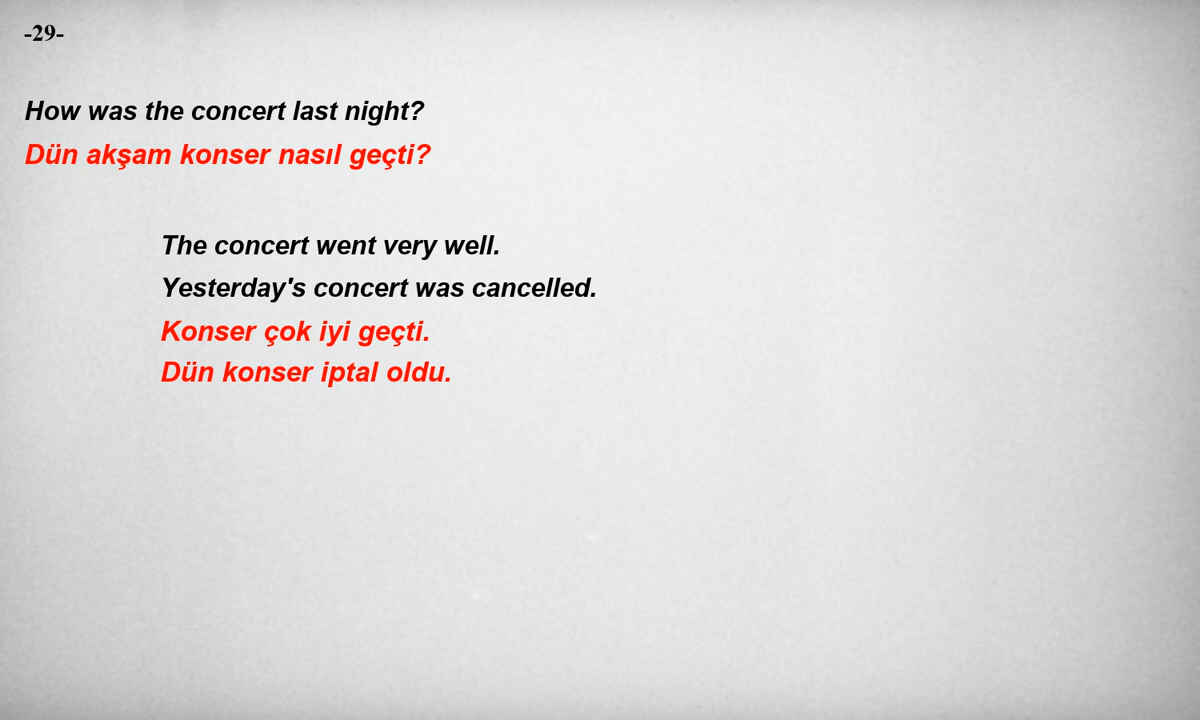 -29-
How was the concert last night?
Dün akşam konser nasıl geçti?
The concert went very well.
Yesterday's concert was cancelled.
Konser çok iyi geçti.
Dün konser iptal oldu.